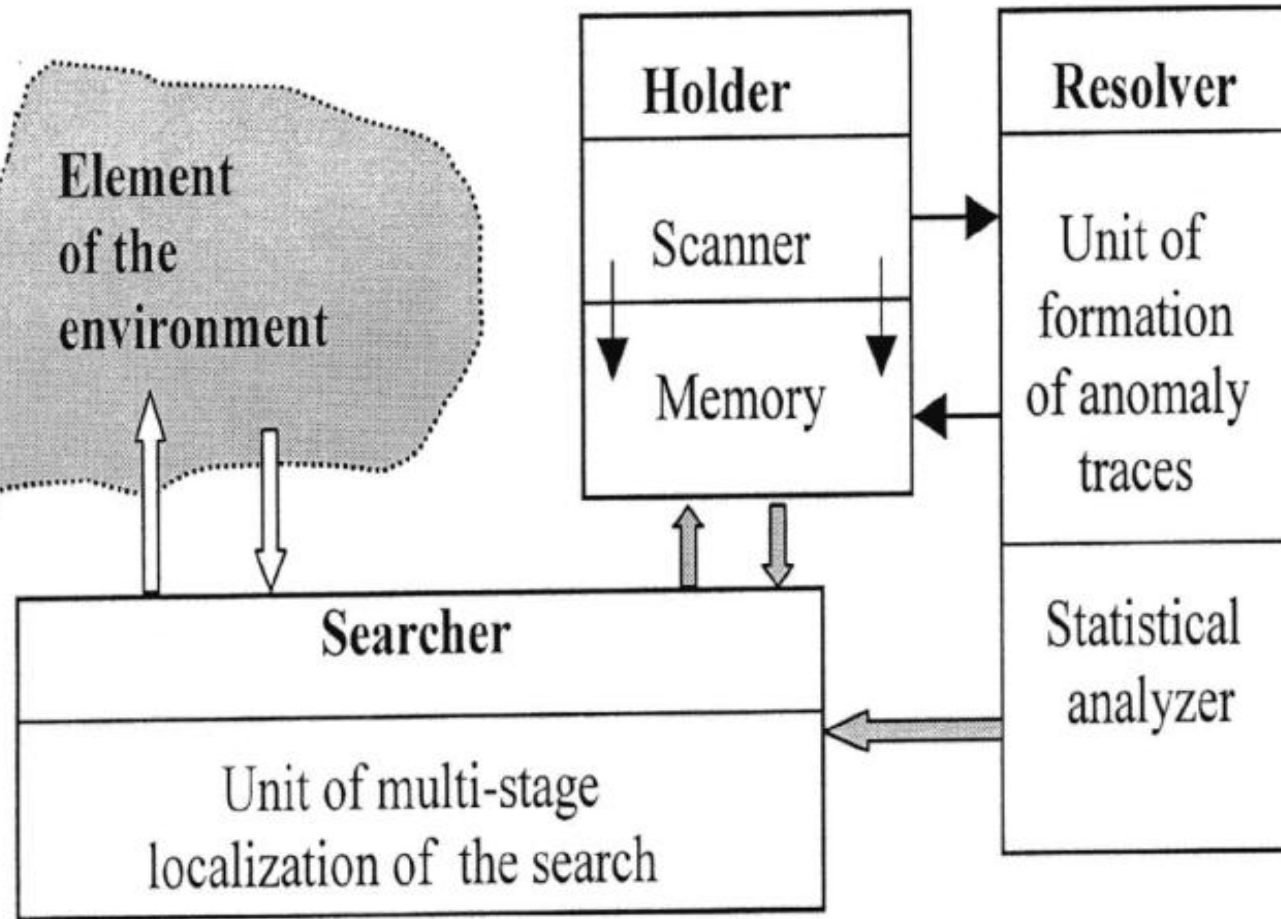 Element
of the
environment
Holder
Scanner
Memory
Resolver
Unit of
formation
of anomaly
traces
Statistical
analyzer
Searcher
Unit of multi-stage
localization of the search